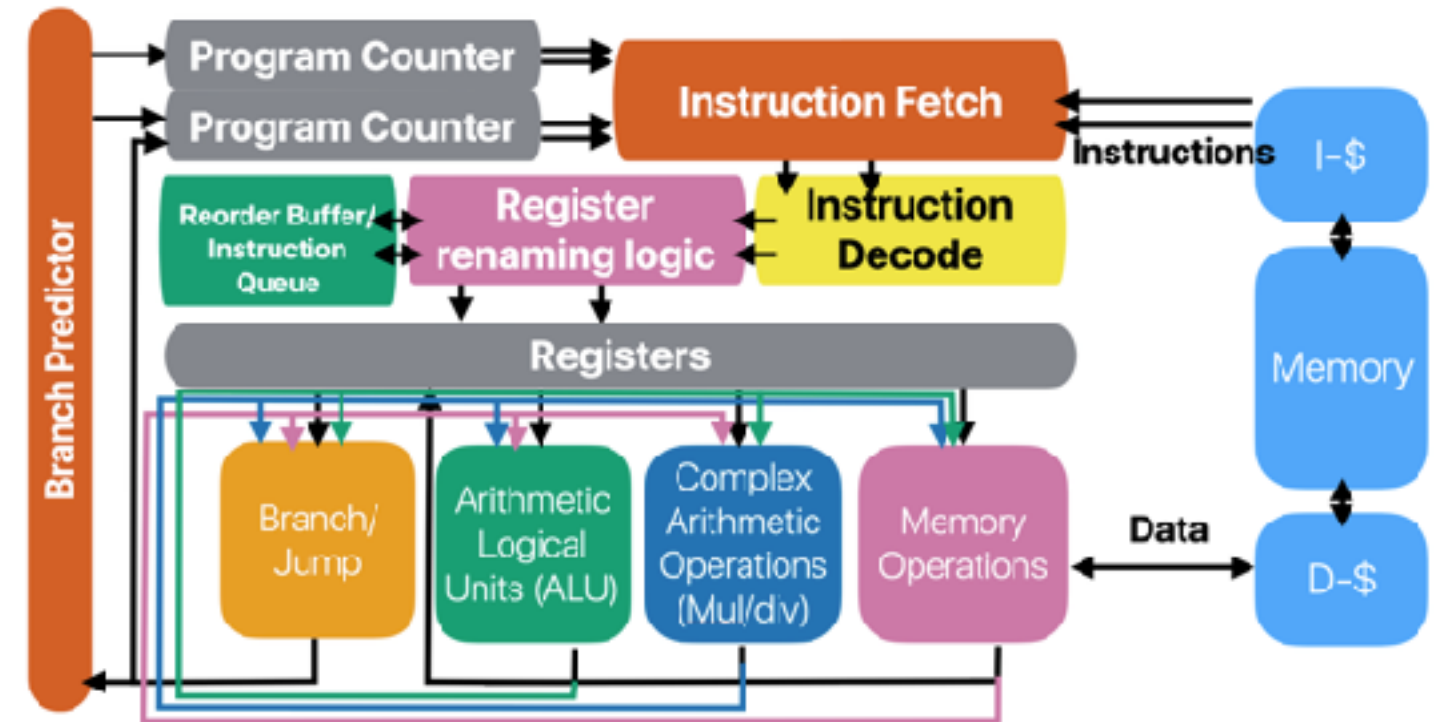 Branch Predictor
Program Counter
Program Counter
Instruction Fetch
Instructions
I-$
Reorder Buffer/
Instruction
Queue
Register
renaming logic
Instruction
Decode
Registers
Memory
Branch/
Jump
Arithmetic
Logical
Units (ALU)
Complex
Arithmetic
Operations
(Mul/div)
Memory
Operations
Data
D-$